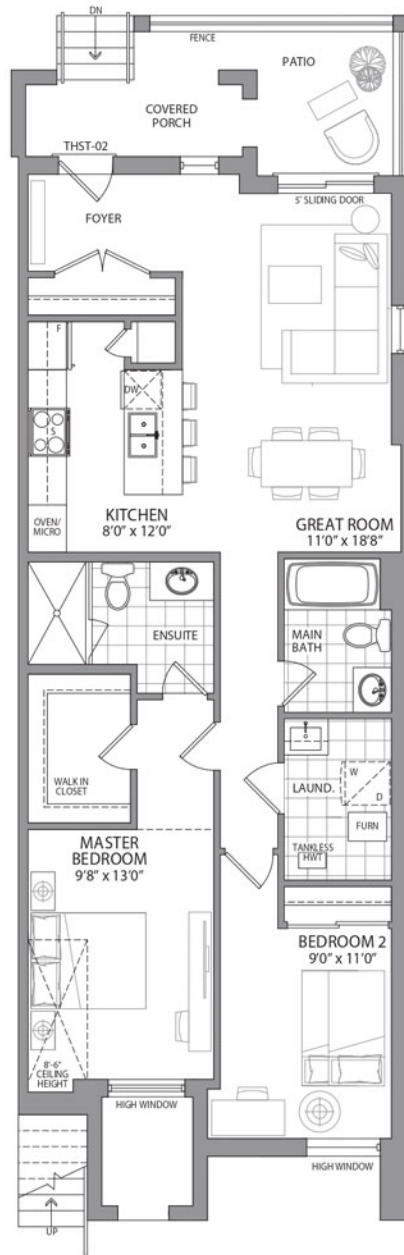 DN
FENCE
PATIO
COVERED
PORCH
THST-02
FOYER
5' SLIDING DOOR
F
DW
S
OVEN/
MICRO
KITCHEN
8'0" x 12'0"
GREAT ROOM
11'0" x 18'8"
ENSUITE
MAIN
BATH
WALK IN
CLOSET
LAUND.
W
D
FURN
TANKLESS
HWT
MASTER
BEDROOM
9'8" x 13'0"
BEDROOM 2
9'0" x 11'0"
8'-6"
CEILING
HEIGHT
HIGH WINDOW
HIGH WINDOW
UP